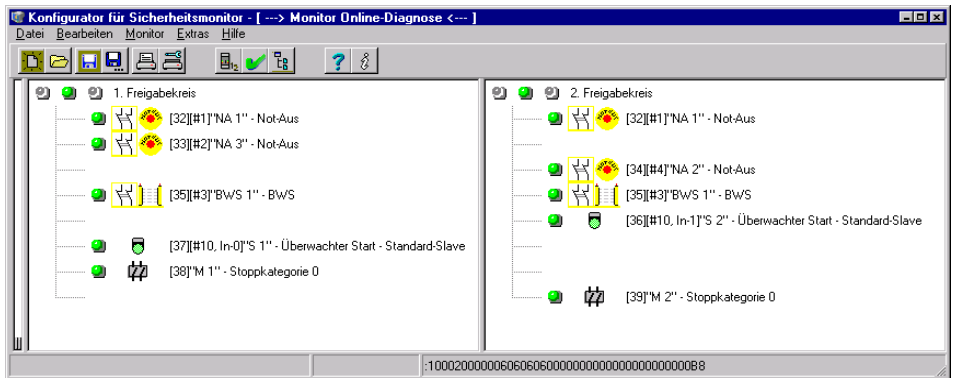 Konfigurator für Sicherheitsmonitor - [ ---> Monitor Online-Diagnose <--- ]
Datei Bearbeiten Monitor Extras Hilfe
1. Freigabekreis
[32][#1]"NA 1" - Not-Aus
[33][#2]"NA 3" - Not-Aus
[35][#3]"BWS 1" - BWS
[37][#10, In-0]"S 1" - Überwachter Start - Standard-Slave
[38]"M 1" - Stoppkategorie 0
2. Freigabekreis
[32][#1]"NA 1" - Not-Aus
[34][#4]"NA 2" - Not-Aus
[35][#3]"BWS 1" - BWS
[36][#10, In-1]"S 2" - Überwachter Start - Standard-Slave
[39]"M 2" - Stoppkategorie 0